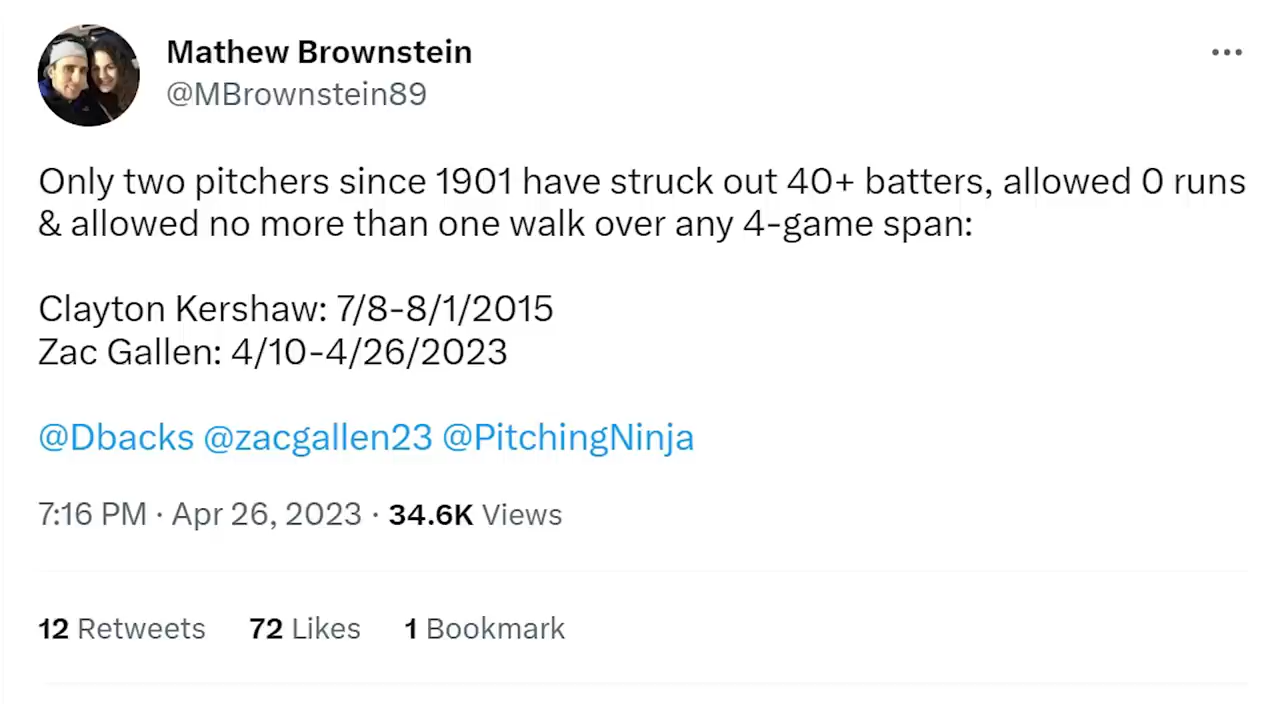 Mathew Brownstein
@MBrownstein89
Only two pitchers since 1901 have struck out 40+ batters, allowed 0 runs
& allowed no more than one walk over any 4-game span:
Clayton Kershaw: 7/8-8/1/2015
Zac Gallen: 4/10-4/26/2023
@Dbacks @zacgallen23 @PitchingNinja
7:16 PM · Apr 26, 2023 · 34.6K Views
12 Retweets 72 Likes 1 Bookmark